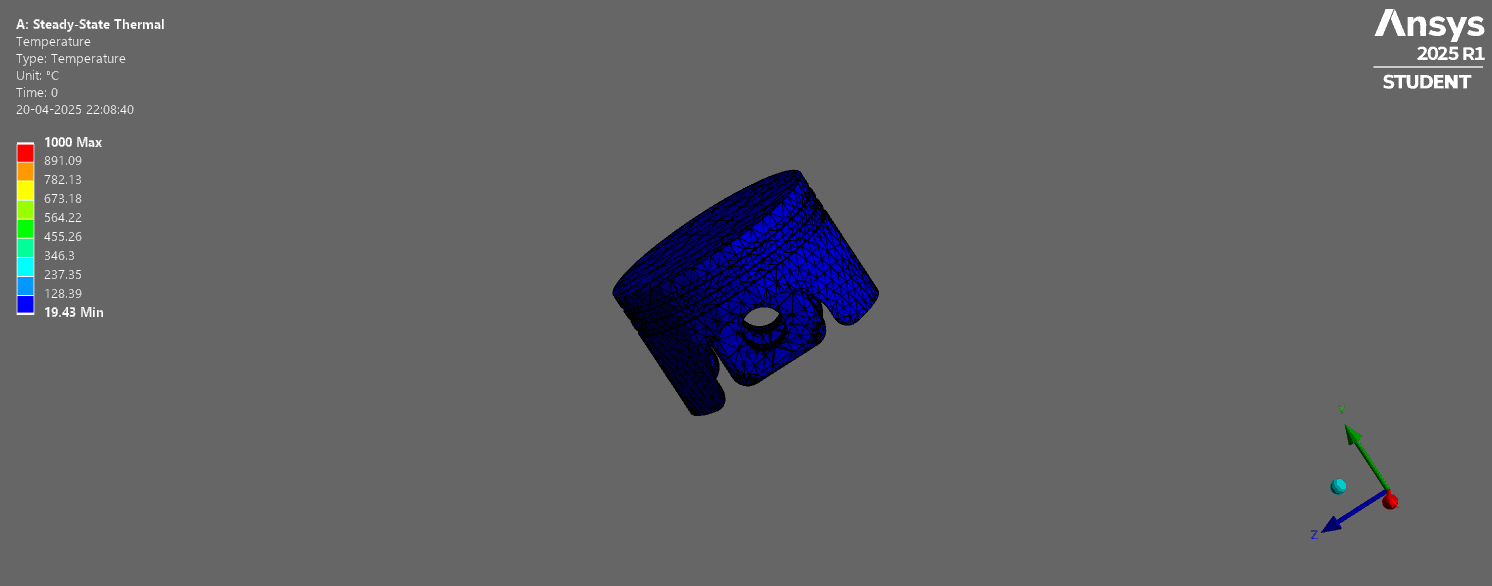 A: Steady-State Thermal
Temperature
Type: Temperature
Unit: °C
Time: 0
20-04-2025 22:08:40
1000 Max
891.09
782.13
673.18
564.22
455.26
346.3
237.35
128.39
19.43 Min
Ansys
2025 R1
STUDENT
Y
Z